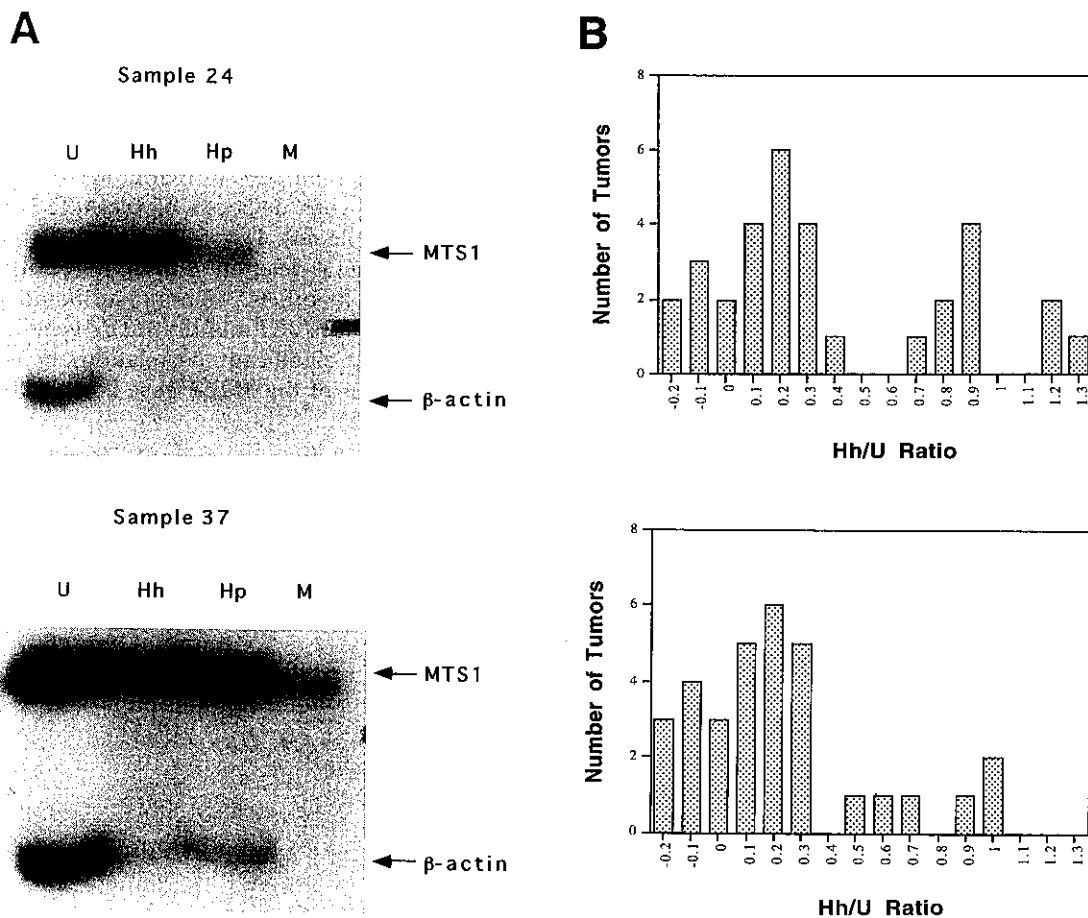 A
Sample 24
U Hh Hp M
MTS1
β-actin
Sample 37
U Hh Hp M
MTS1
β-actin
B
Number of Tumors
8
6
4
2
0
-0.2 -0.1 0 0.1 0.2 0.3 0.4 0.5 0.6 0.7 0.8 0.9 1 1.1 1.2 1.3
Hh/U Ratio
Number of Tumors
8
6
4
2
0
-0.2 -0.1 0 0.1 0.2 0.3 0.4 0.5 0.6 0.7 0.8 0.9 1 1.1 1.2 1.3
Hh/U Ratio